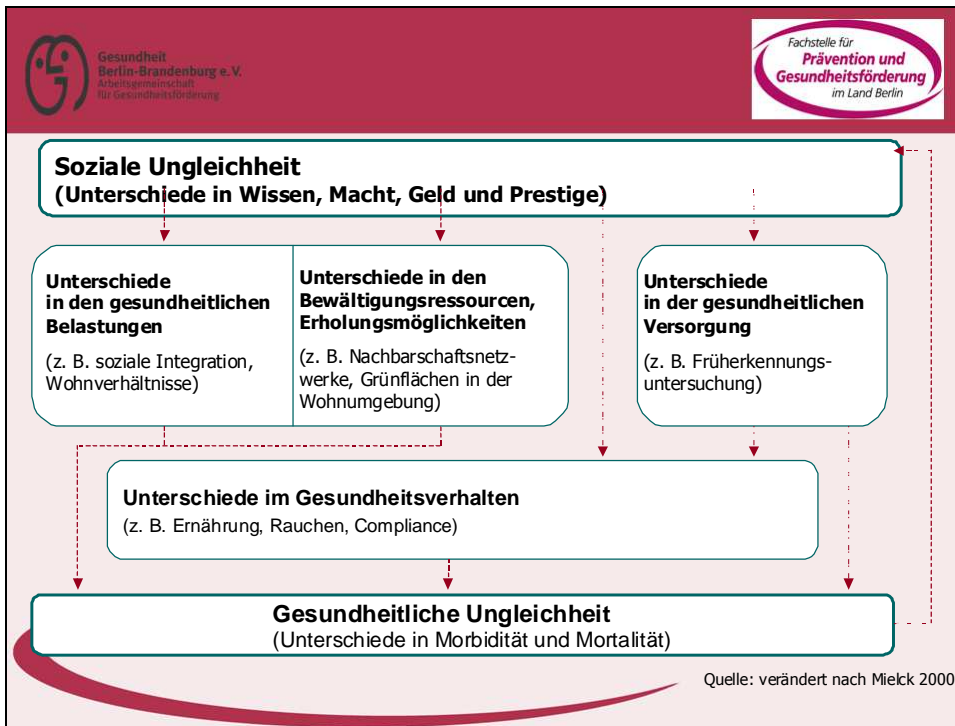 Gesundheit
Berlin-Brandenburg e.V.
Arbeitsgemeinschaft
für Gesundheitsförderung
Fachstelle für
Prävention und
Gesundheitsförderung
im Land Berlin
Soziale Ungleichheit
(Unterschiede in Wissen, Macht, Geld und Prestige)
Unterschiede
in den gesundheitlichen
Belastungen
(z. B. soziale Integration,
Wohnverhältnisse)
Unterschiede in den
Bewältigungsressourcen,
Erholungsmöglichkeiten
(z. B. Nachbarschaftsnetz-
werke, Grünflächen in der
Wohnumgebung)
Unterschiede
in der gesundheitlichen
Versorgung
(z. B. Früherkennungs-
untersuchung)
Unterschiede im Gesundheitsverhalten
(z. B. Ernährung, Rauchen, Compliance)
Gesundheitliche Ungleichheit
(Unterschiede in Morbidität und Mortalität)
Quelle: verändert nach Mielck 2000